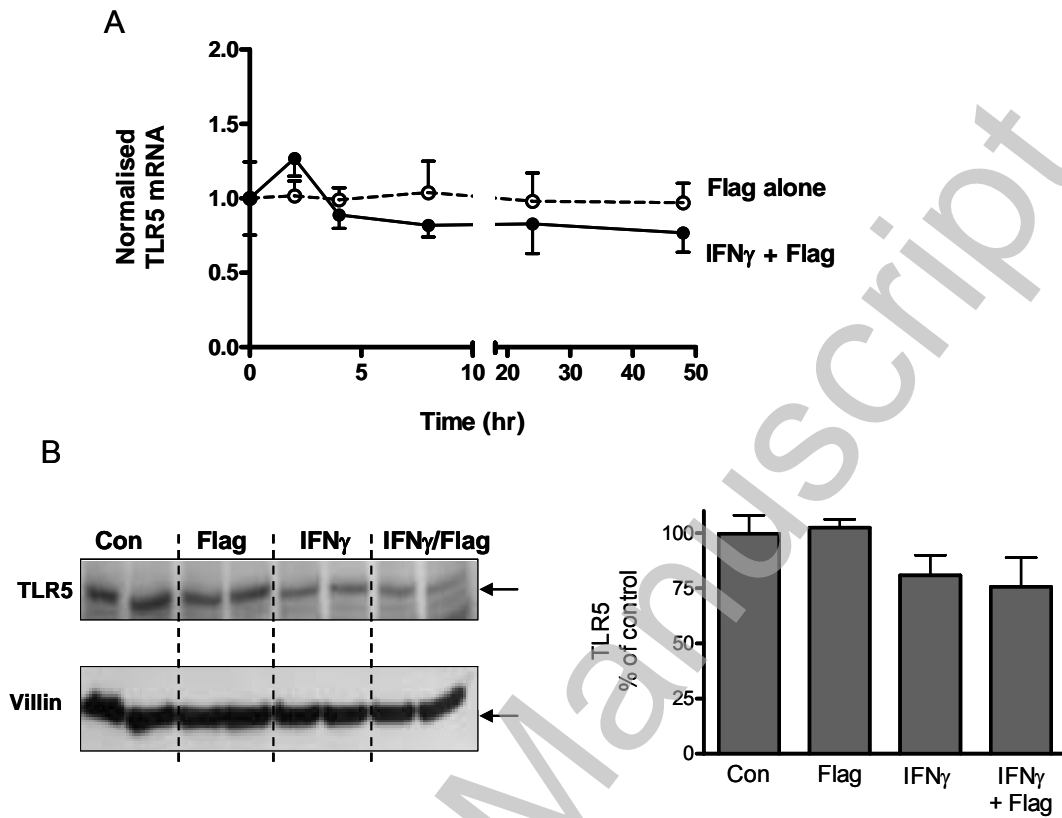 A
2.0
1.5
1.0
0.5
0.0
Normalised
TLR5 mRNA
Flag alone
IFNγ + Flag
0 5 10 20 30 40 50
Time (hr)
B
Con Flag IFNγ IFNγ/Flag
TLR5
Villin
TLR5
% of control
100
75
50
25
0
Con Flag IFNγ IFNγ
+ Flag
Manuscript